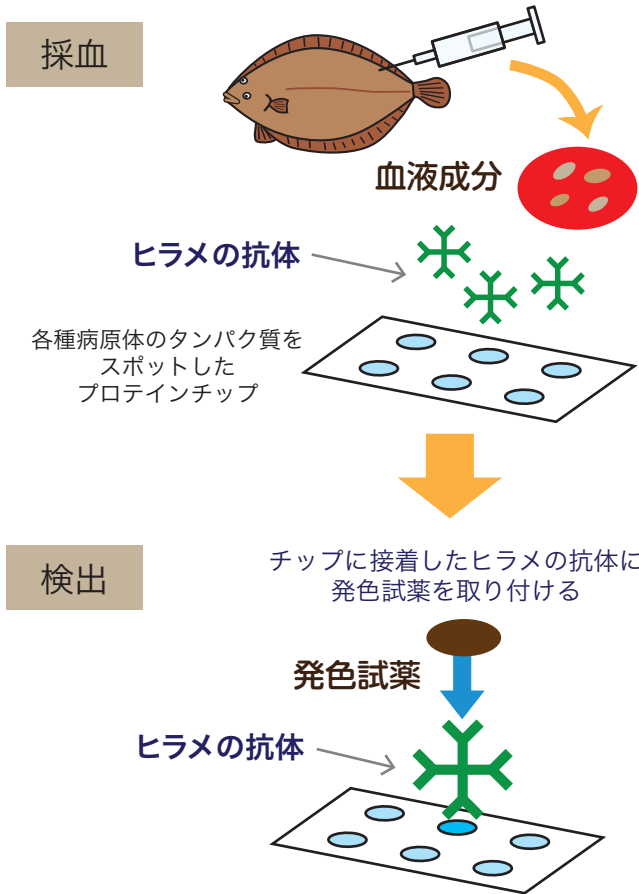 採血
血液成分
ヒラメの抗体
各種病原体のタンパク質を
スポットした
プロテインチップ
検出
チップに接着したヒラメの抗体に
発色試薬を取り付ける
発色試薬
ヒラメの抗体